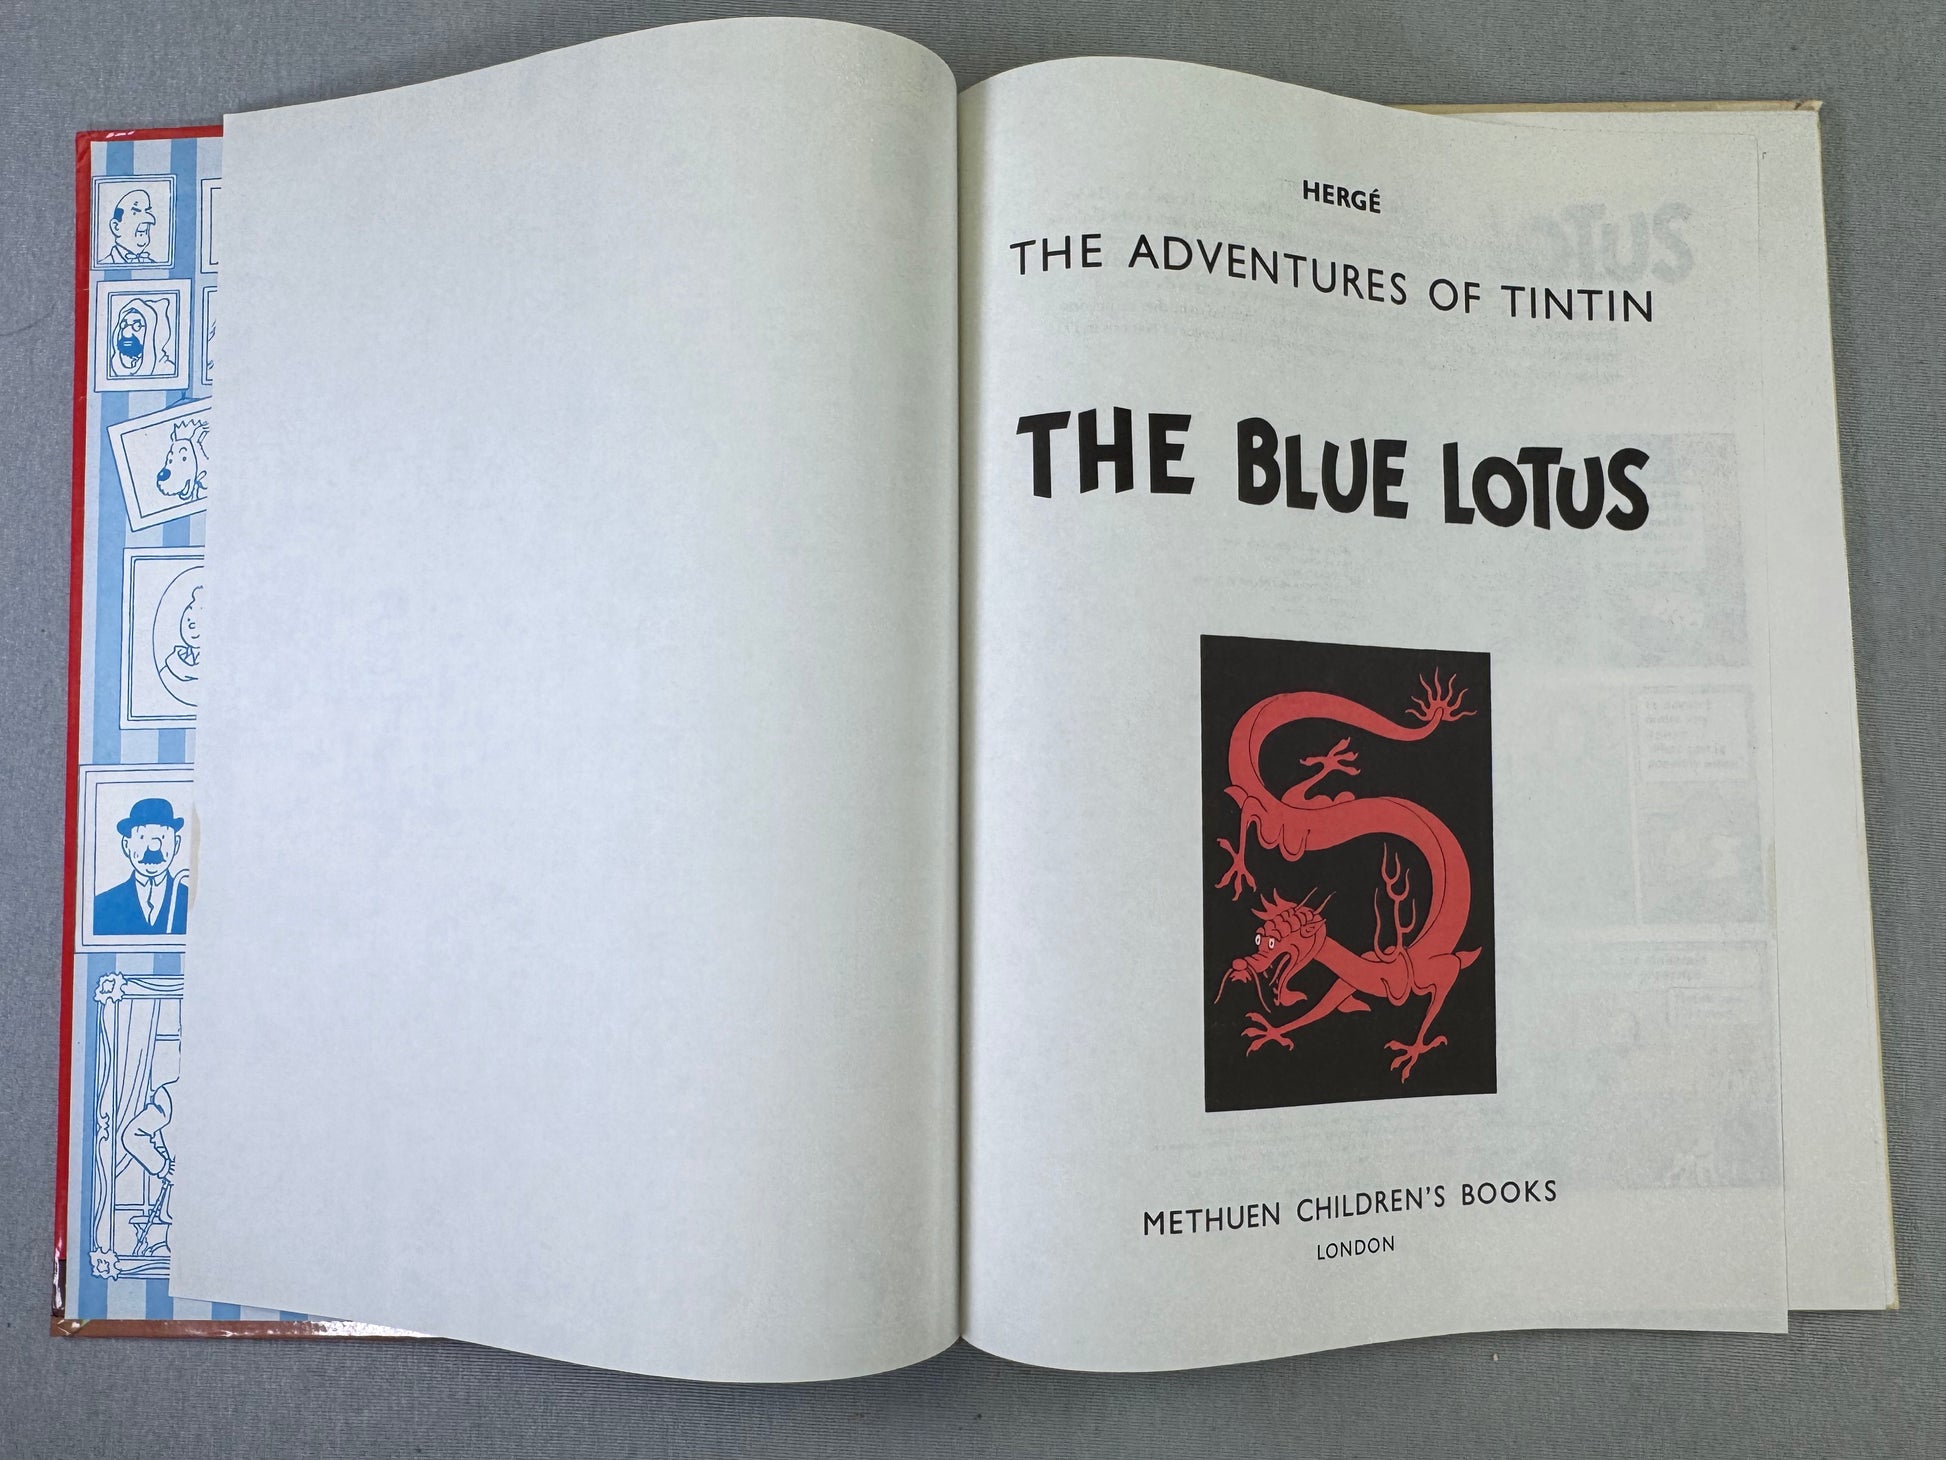 HERGÉ
THE ADVENTURES OF TINTIN
THE BLUE LOTUS
METHUEN CHILDREN'S BOOKS
LONDON